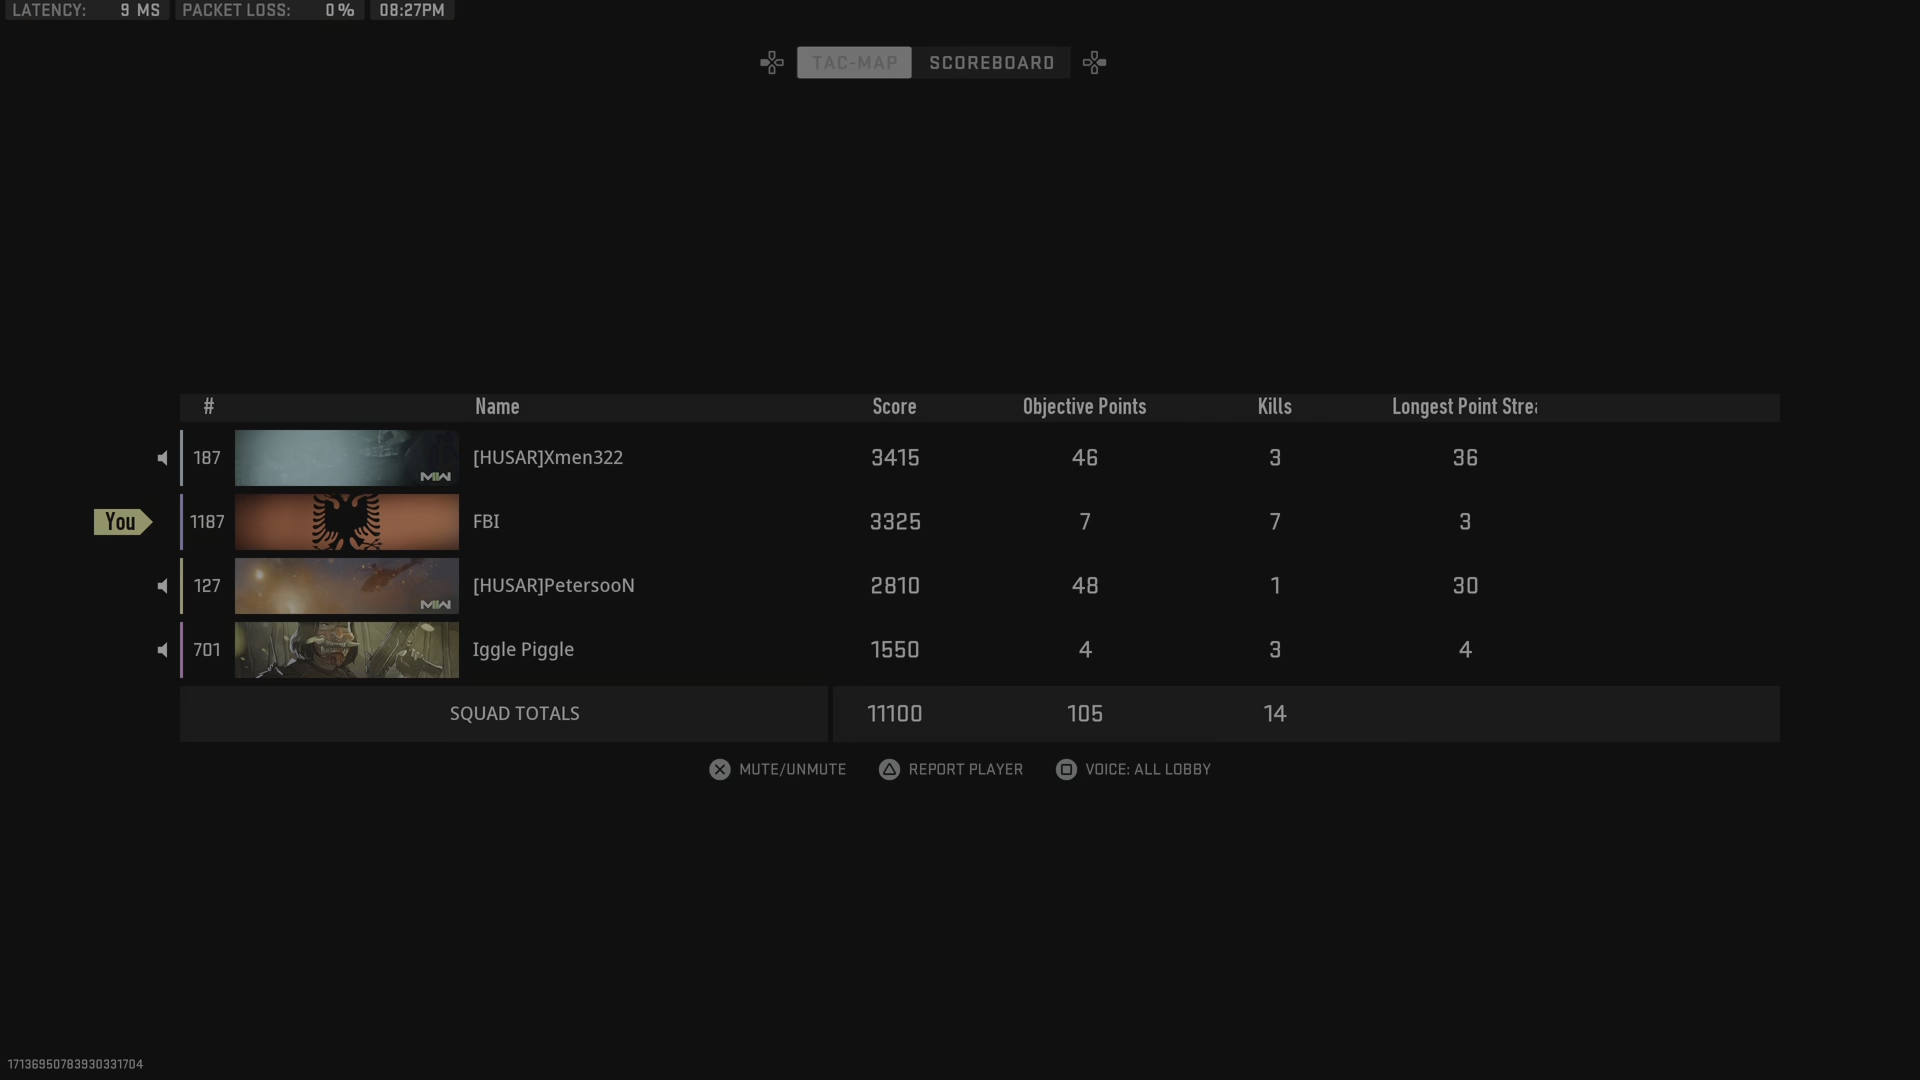 LATENCY: 9 MS PACKET LOSS: 0% 08:27PM
TAC-MAP SCOREBOARD
# Name Score Objective Points Kills Longest Point Strea
187 MW [HUSAR]Xmen322 3415 46 3 36
You 1187 FBI 3325 7 7 3
127 MW [HUSAR]PetersooN 2810 48 1 30
701 Iggle Piggle 1550 4 3 4
SQUAD TOTALS 11100 105 14
MUTE/UNMUTE REPORT PLAYER VOICE: ALL LOBBY
17136950783930331704